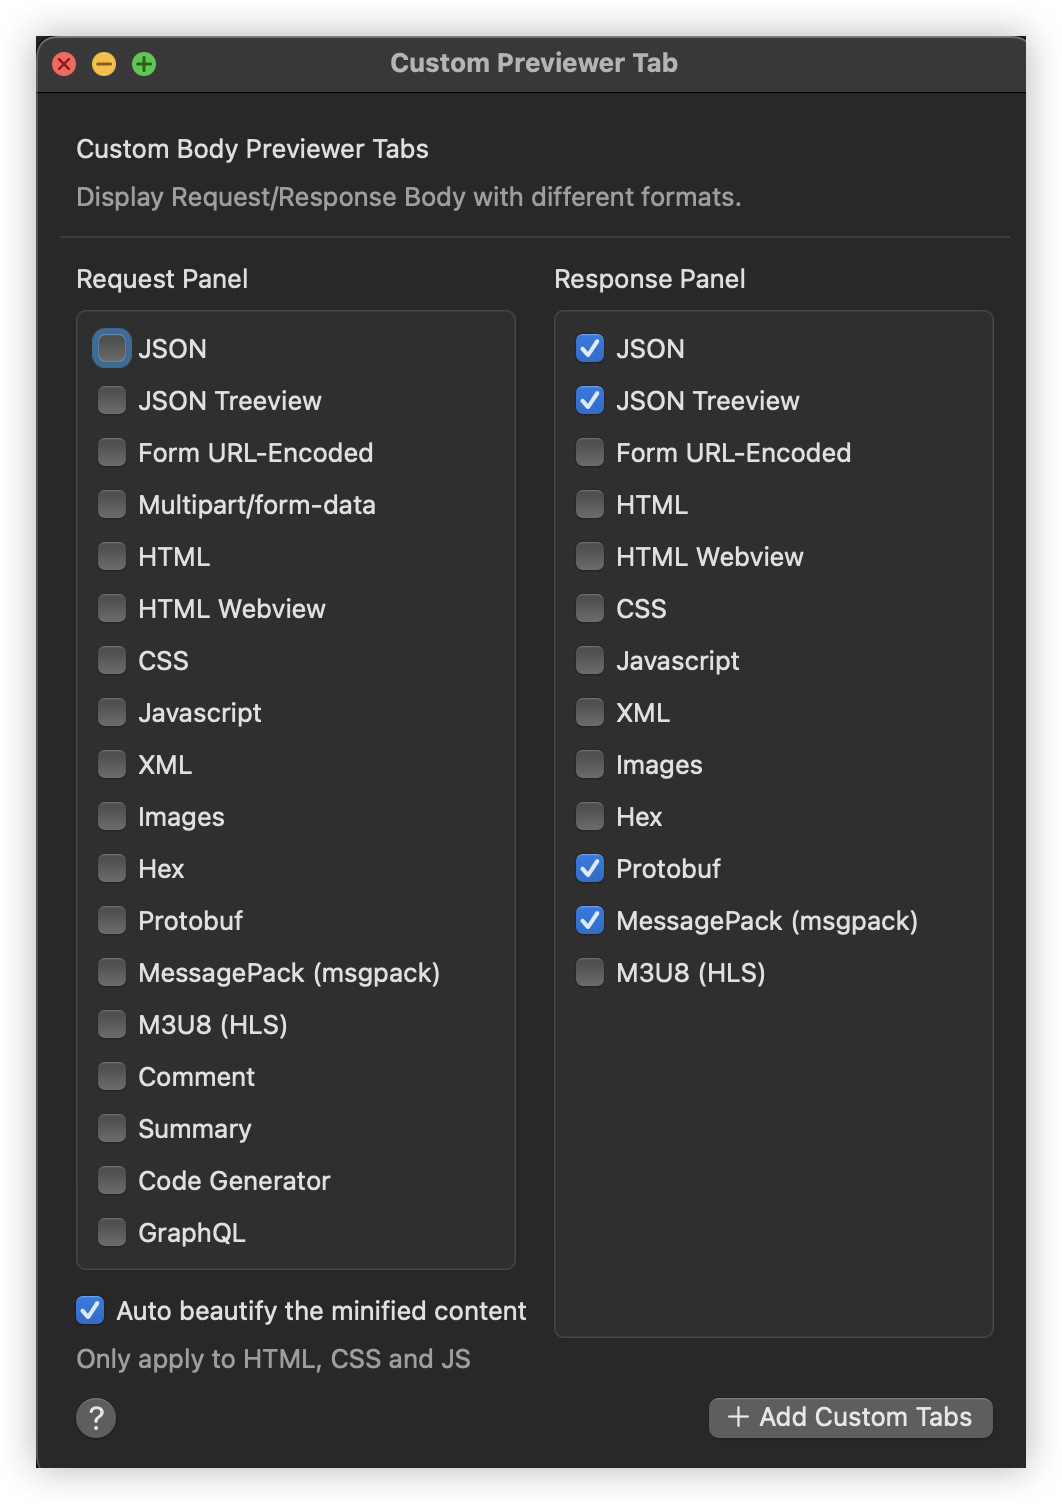 Custom Previewer Tab
Custom Body Previewer Tabs
Display Request/Response Body with different formats.
Request Panel
JSON
JSON Treeview
Form URL-Encoded
Multipart/form-data
HTML
HTML Webview
CSS
Javascript
XML
Images
Hex
Protobuf
MessagePack (msgpack)
M3U8 (HLS)
Comment
Summary
Code Generator
GraphQL
Response Panel
JSON
JSON Treeview
Form URL-Encoded
HTML
HTML Webview
CSS
Javascript
XML
Images
Hex
Protobuf
MessagePack (msgpack)
M3U8 (HLS)
Auto beautify the minified content
Only apply to HTML, CSS and JS
?
+ Add Custom Tabs